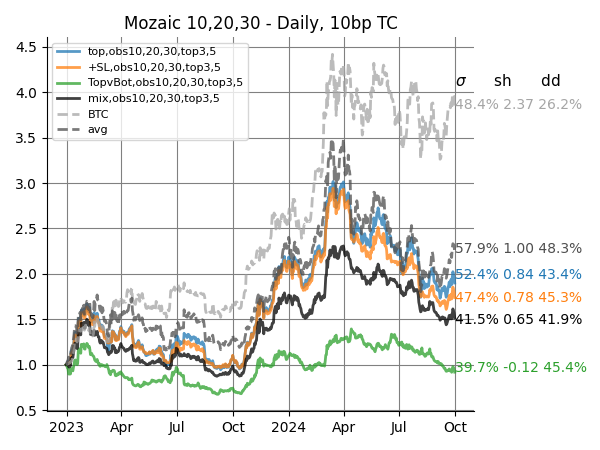 Mozaic 10,20,30 - Daily, 10bp TC
top,obs10,20,30,top3,5
+SL,obs10,20,30,top3,5
TopvBot,obs10,20,30,top3,5
mix,obs10,20,30,top3,5
BTC
avg
σ sh dd
48.4% 2.37 26.2%
57.9% 1.00 48.3%
52.4% 0.84 43.4%
47.4% 0.78 45.3%
41.5% 0.65 41.9%
39.7% -0.12 45.4%
4.5
4.0
3.5
3.0
2.5
2.0
1.5
1.0
0.5
2023 Apr Jul Oct 2024 Apr Jul Oct